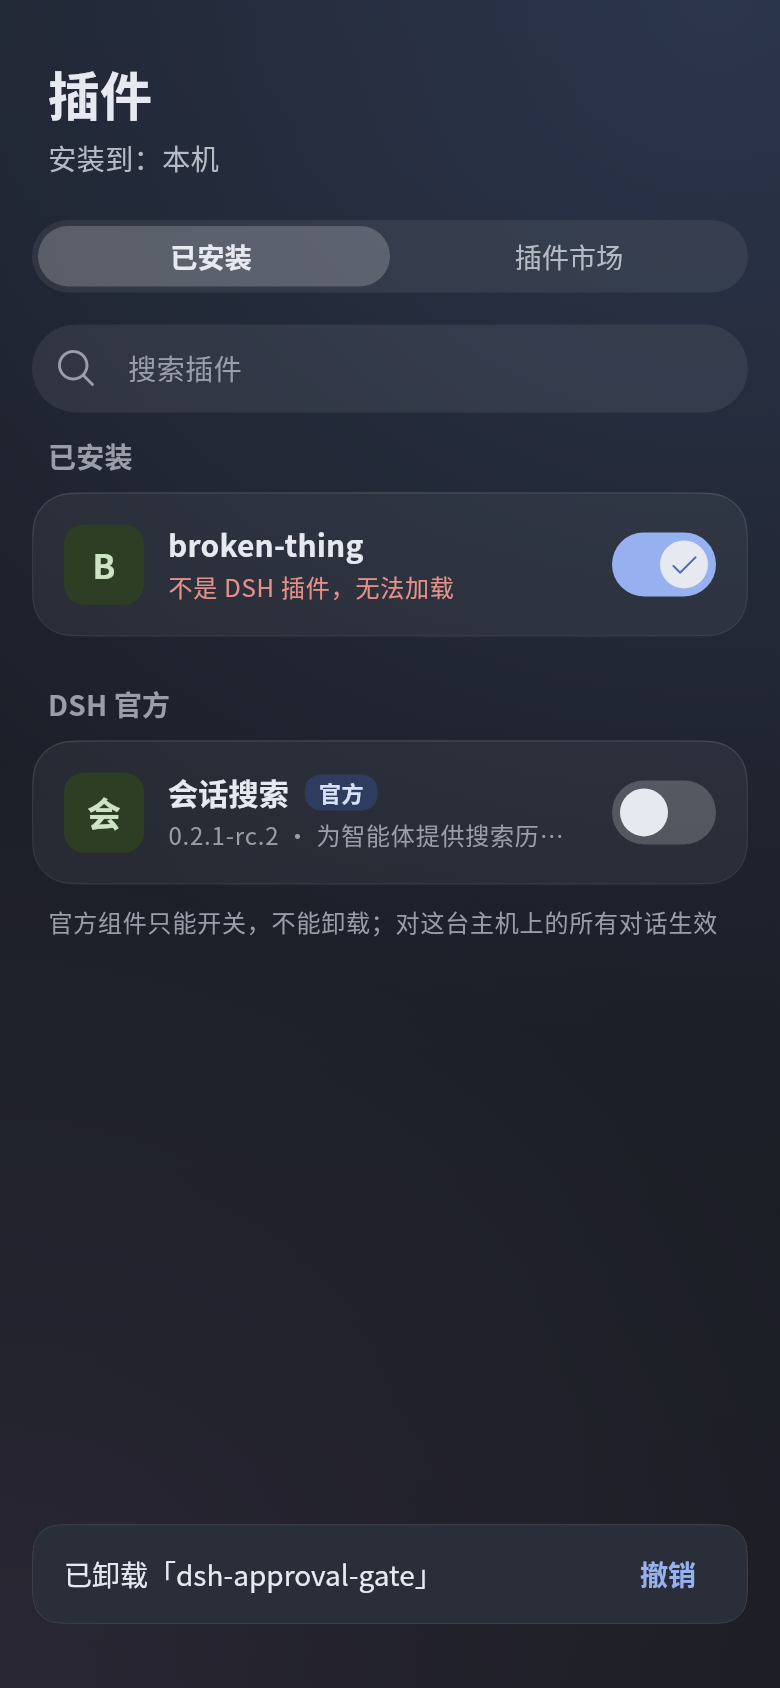 插件
安装到：本机
已安装
插件市场
搜索插件
已安装
B
broken-thing
不是 DSH 插件，无法加载
DSH 官方
会
会话搜索 官方
0.2.1-rc.2 · 为智能体提供搜索历…
官方组件只能开关，不能卸载；对这台主机上的所有对话生效
已卸载「dsh-approval-gate」 撤销